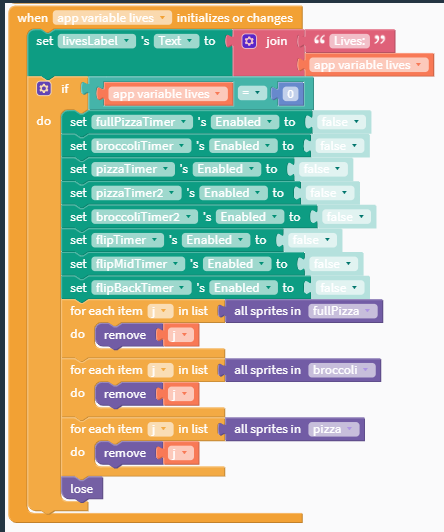 when app variable lives initializes or changes
set livesLabel 's Text to join “ Lives: ”
app variable lives
if app variable lives = 0
do set fullPizzaTimer 's Enabled to false
set broccoliTimer 's Enabled to false
set pizzaTimer 's Enabled to false
set pizzaTimer2 's Enabled to false
set broccoliTimer2 's Enabled to false
set flipTimer 's Enabled to false
set flipMidTimer 's Enabled to false
set flipBackTimer 's Enabled to false
for each item j in list all sprites in fullPizza
do remove j
for each item j in list all sprites in broccoli
do remove j
for each item j in list all sprites in pizza
do remove j
lose